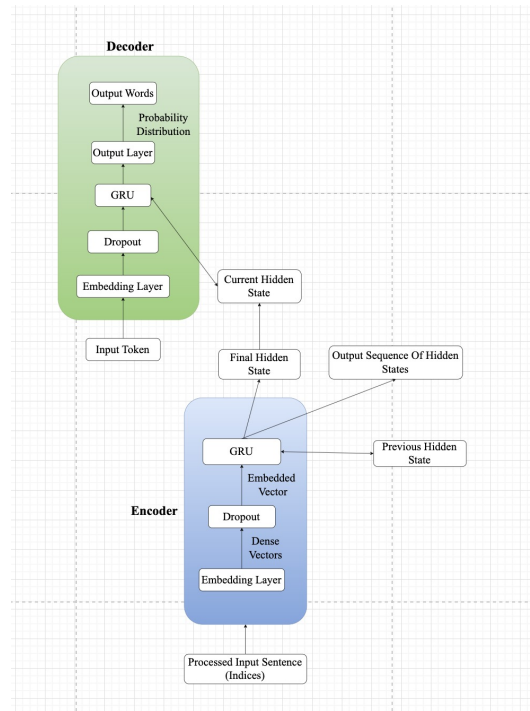 Decoder
Output Words
Probability
Distribution
Output Layer
GRU
Dropout
Embedding Layer
Input Token
Current Hidden
State
Final Hidden
State
Output Sequence Of Hidden
States
GRU
Previous Hidden
State
Embedded
Vector
Encoder
Dropout
Dense
Vectors
Embedding Layer
Processed Input Sentence
(Indices)